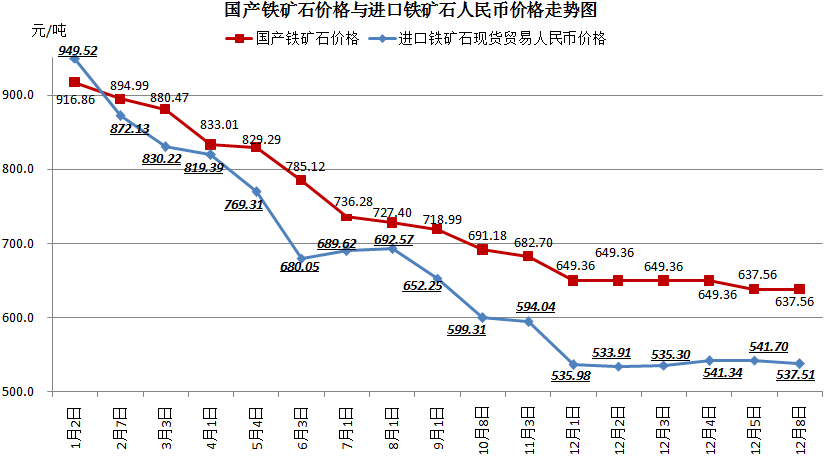 国产铁矿石价格与进口铁矿石人民币价格走势图
元/吨
国产铁矿石价格 进口铁矿石现货贸易人民币价格
949.52
916.86 894.99 880.47 833.01 829.29 785.12 736.28 727.40 718.99 691.18 682.70 649.36 649.36 649.36 649.36 637.56 637.56
872.13 830.22 819.39 769.31 680.05 689.62 692.57 652.25 599.31 594.04 535.98 533.91 535.30 541.34 541.70 537.51
900.0
800.0
700.0
600.0
500.0
1月2日 2月7日 3月3日 4月1日 5月4日 6月3日 7月1日 8月1日 9月1日 10月8日 11月3日 12月1日 12月2日 12月3日 12月4日 12月5日 12月8日